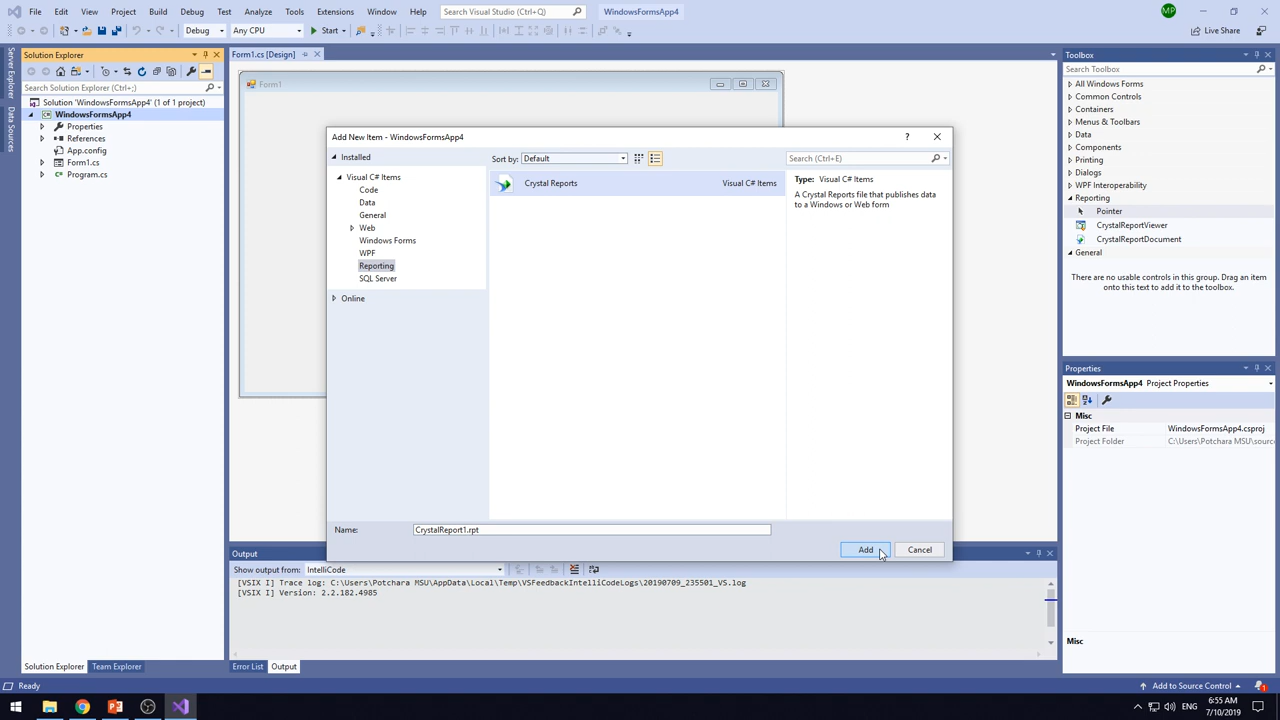 File Edit View Project Build Debug Test Analyze Tools Extensions Window Help Search Visual Studio (Ctrl+Q) WindowsFormsApp4 MP
Debug Any CPU Start Live Share
Server Explorer
Data Sources
Solution Explorer
Search Solution Explorer (Ctrl+;)
Solution 'WindowsFormsApp4' (1 of 1 project)
WindowsFormsApp4
Properties
References
App.config
Form1.cs
Program.cs
Solution Explorer Team Explorer
Form1.cs [Design]
Form1
Add New Item - WindowsFormsApp4
Installed
Visual C# Items
Code
Data
General
Web
Windows Forms
WPF
Reporting
SQL Server
Online
Sort by: Default
Crystal Reports Visual C# Items
Search (Ctrl+E)
Type: Visual C# Items
A Crystal Reports file that publishes data
to a Windows or Web form
Name: CrystalReport1.rpt
Add Cancel
Output
Show output from: IntelliCode
[VSIX I] Trace log: C:\Users\Potchara MSU\AppData\Local\Temp\VSFeedbackIntelliCodeLogs\20190709_235501_VS.log
[VSIX I] Version: 2.2.182.4985
Error List Output
Toolbox
Search Toolbox
All Windows Forms
Common Controls
Containers
Menus & Toolbars
Data
Components
Printing
Dialogs
WPF Interoperability
Reporting
Pointer
CrystalReportViewer
CrystalReportDocument
General
There are no usable controls in this group. Drag an item
onto this text to add it to the toolbox.
Properties
WindowsFormsApp4 Project Properties
Misc
Project File WindowsFormsApp4.csproj
Project Folder C:\Users\Potchara MSU\sourc
Misc
Ready Add to Source Control 1
ENG 6:55 AM
7/10/2019